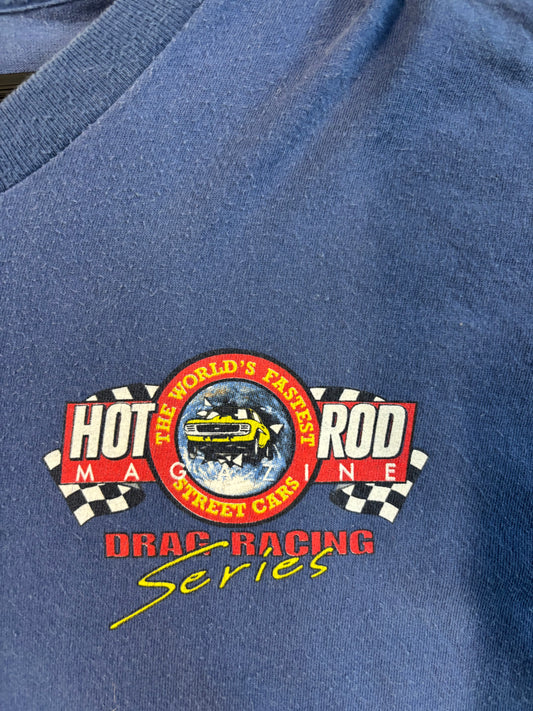 THE WORLD'S FASTEST
HOT ROD
MAGAZINE
STREET CARS
DRAG RACING
Series